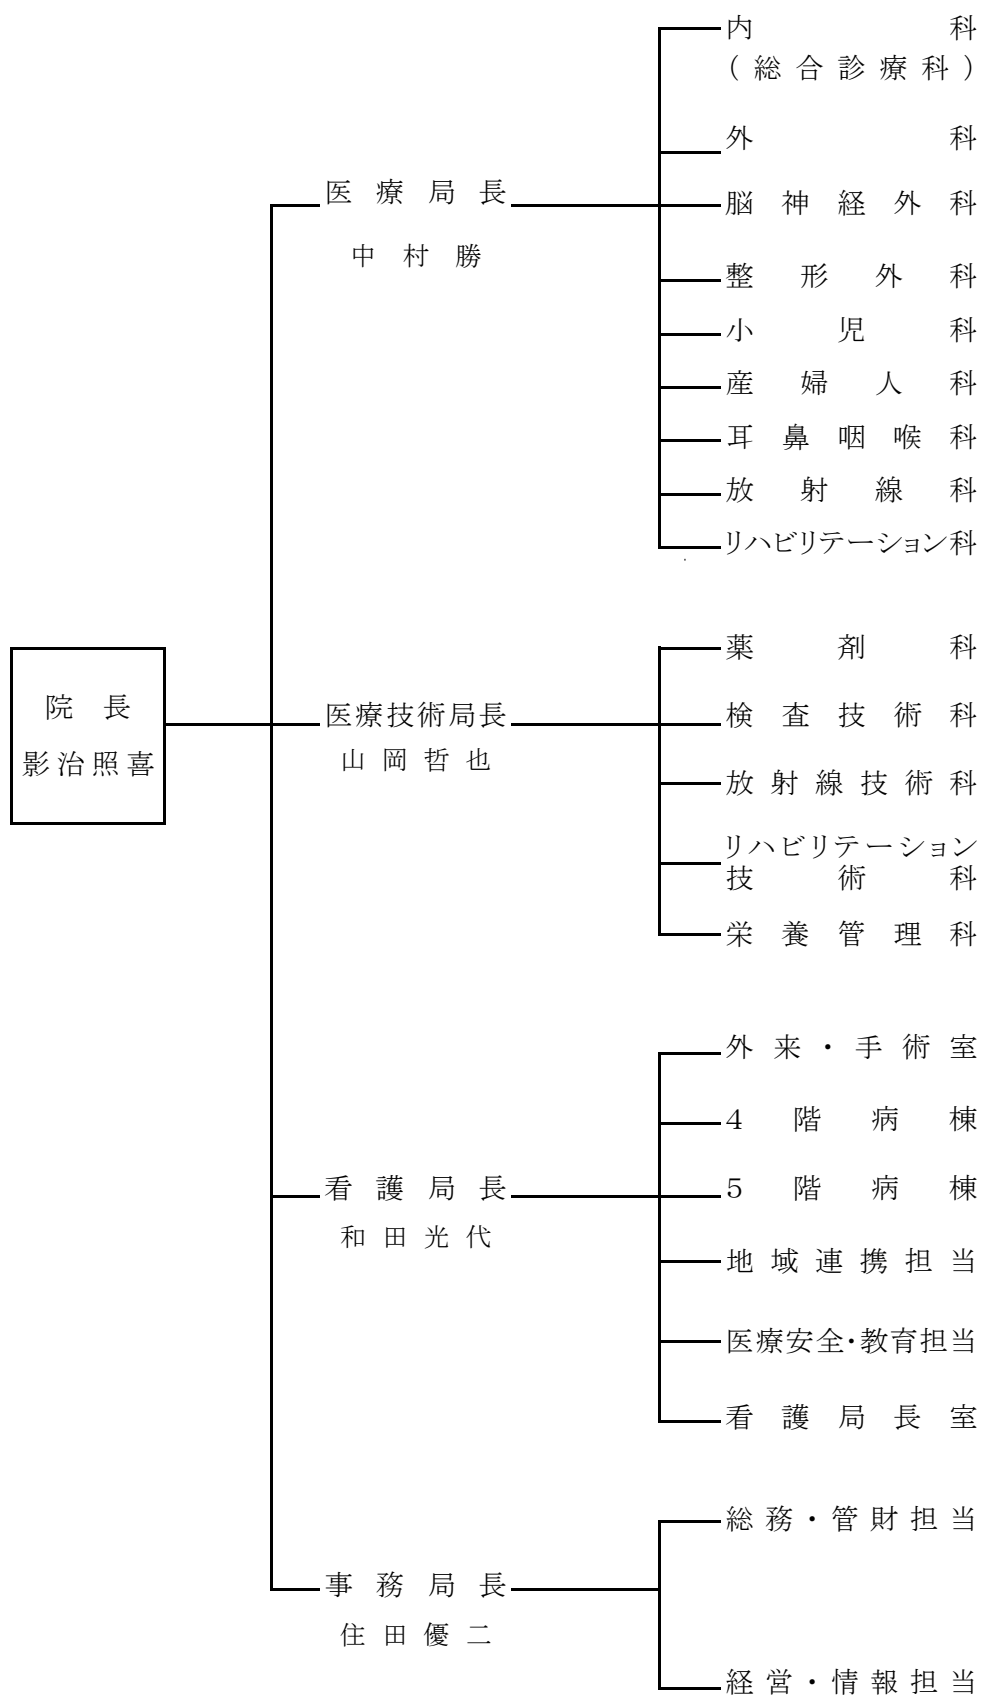 院長
影治照喜
医療局長
中村勝
内科
(総合診療科)
外科
脳神経外科
整形外科
小児科
産婦人科
耳鼻咽喉科
放射線科
リハビリテーション科
医療技術局長
山岡哲也
薬剤科
検査技術科
放射線技術科
リハビリテーション
技術科
栄養管理科
看護局長
和田光代
外来・手術室
4階病棟
5階病棟
地域連携担当
医療安全・教育担当
看護局長室
事務局長
住田優二
総務・管財担当
経営・情報担当